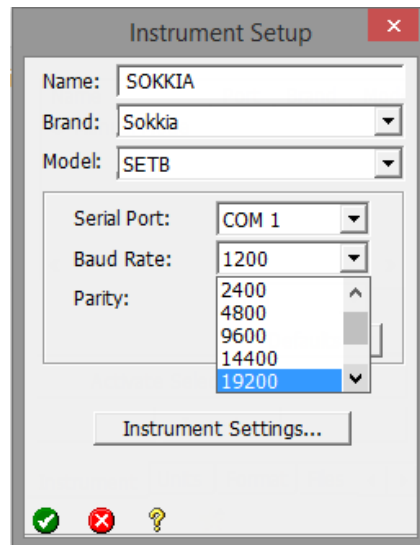 Instrument Setup
Name: SOKKIA
Brand: Sokkia
Model: SETB
Serial Port: COM 1
Baud Rate: 1200
Parity:
2400
4800
9600
14400
19200
Instrument Settings...